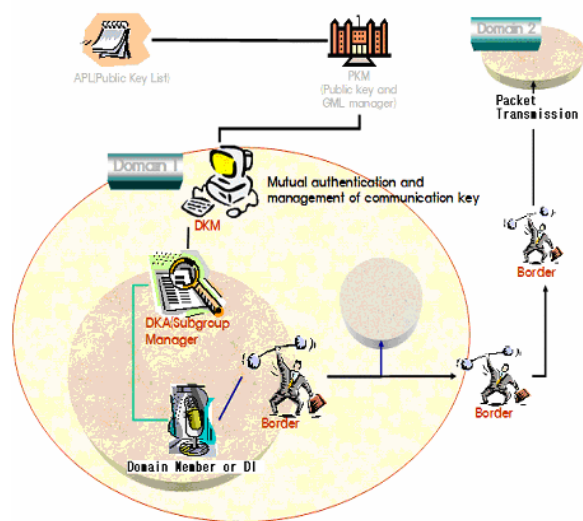 Domain 2
APL(Public Key List)
PKM
(Public key and
GML manager)
Packet
Transmission
Domain 1
Mutual authentication and
management of communication key
DKM
DKA/Subgroup
Manager
Border
Border
Border
Domain Member or DI